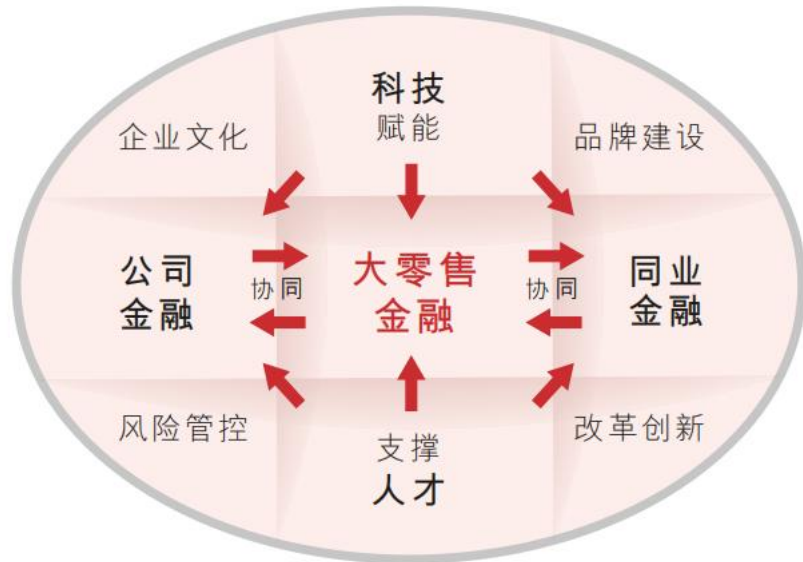 科技
赋能
企业文化
品牌建设
公司
金融
协同
大零售
金融
协同
同业
金融
风险管控
支撑
人才
改革创新